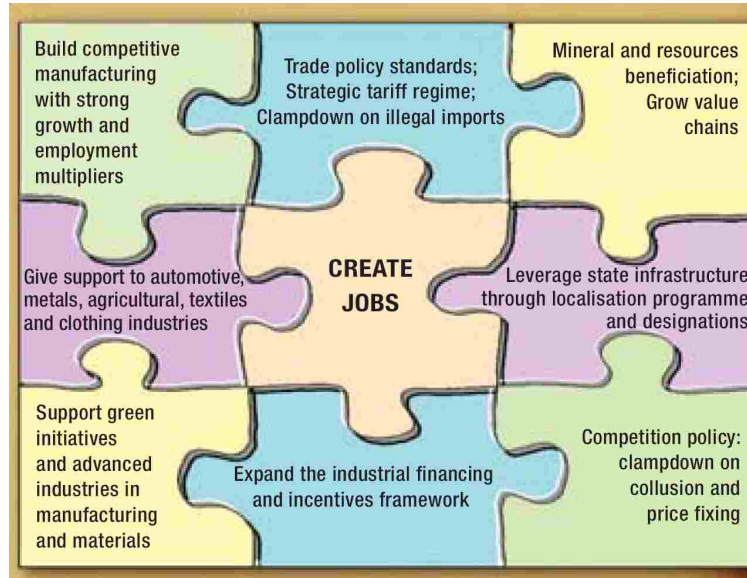 Build competitive
manufacturing
with strong
growth and
employment
multipliers
Trade policy standards;
Strategic tariff regime;
Clampdown on illegal imports
Mineral and resources
beneficiation;
Grow value
chains
Give support to automotive,
metals, agricultural, textiles
and clothing industries
CREATE
JOBS
Leverage state infrastructure
through localisation programme
and designations
Support green
initiatives
and advanced
industries in
manufacturing
and materials
Expand the industrial financing
and incentives framework
Competition policy:
clampdown on
collusion and
price fixing